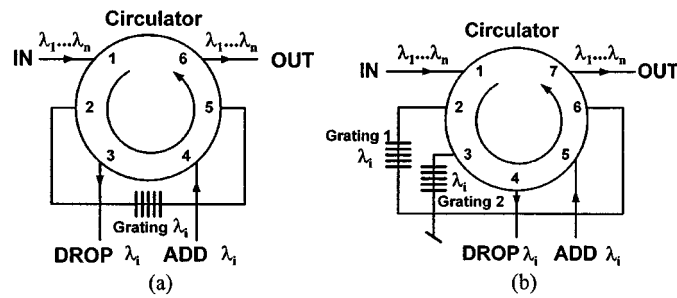 Circulator
λ1...λn
λ1...λn
IN
OUT
1
6
2
5
3
4
Grating λi
DROP λi
ADD λi
(a)
Circulator
λ1...λn
λ1...λn
IN
OUT
1
7
2
6
Grating 1
λi
3
λi
5
4
Grating 2
DROP λi
ADD λi
(b)